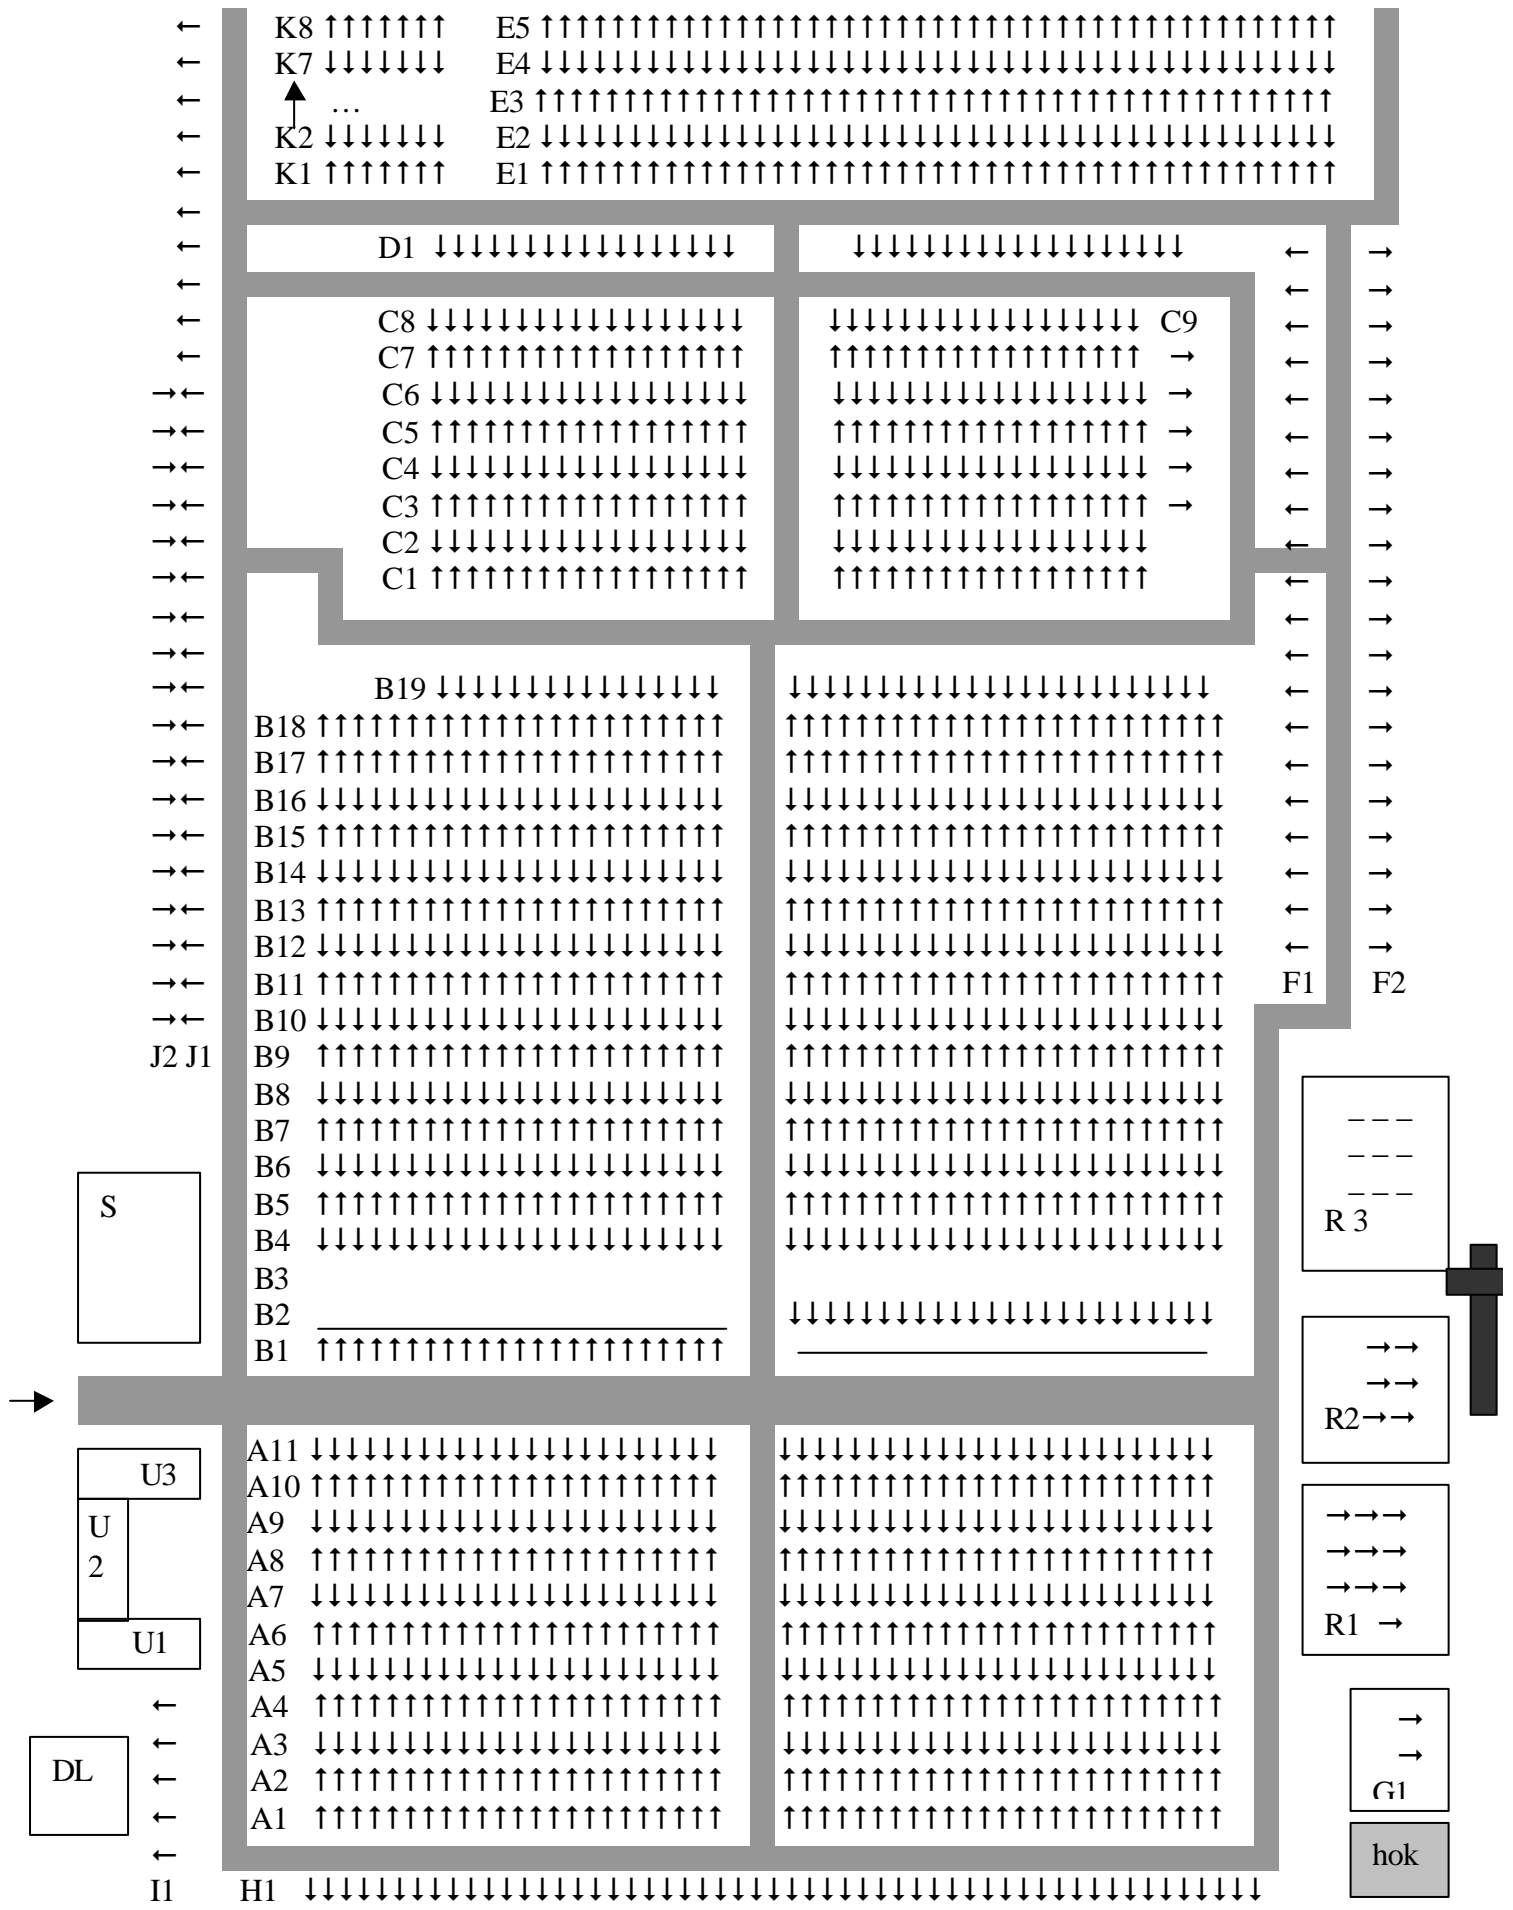 K8 E5
K7 E4
… E3
K2 E2
K1 E1
D1
C8 C9
C7
C6
C5
C4
C3
C2
C1
B19
B18
B17
B16
B15
B14
B13
B12
B11 F1 F2
B10
J2 J1 B9
B8
B7
B6
S B5 R 3
B4
B3
B2
B1
R2
A11
U3 A10
U
2
A9
A8
A7
U1 A6 R1
A5
A4
A3
DL A2
G1
A1
hok
I1 H1